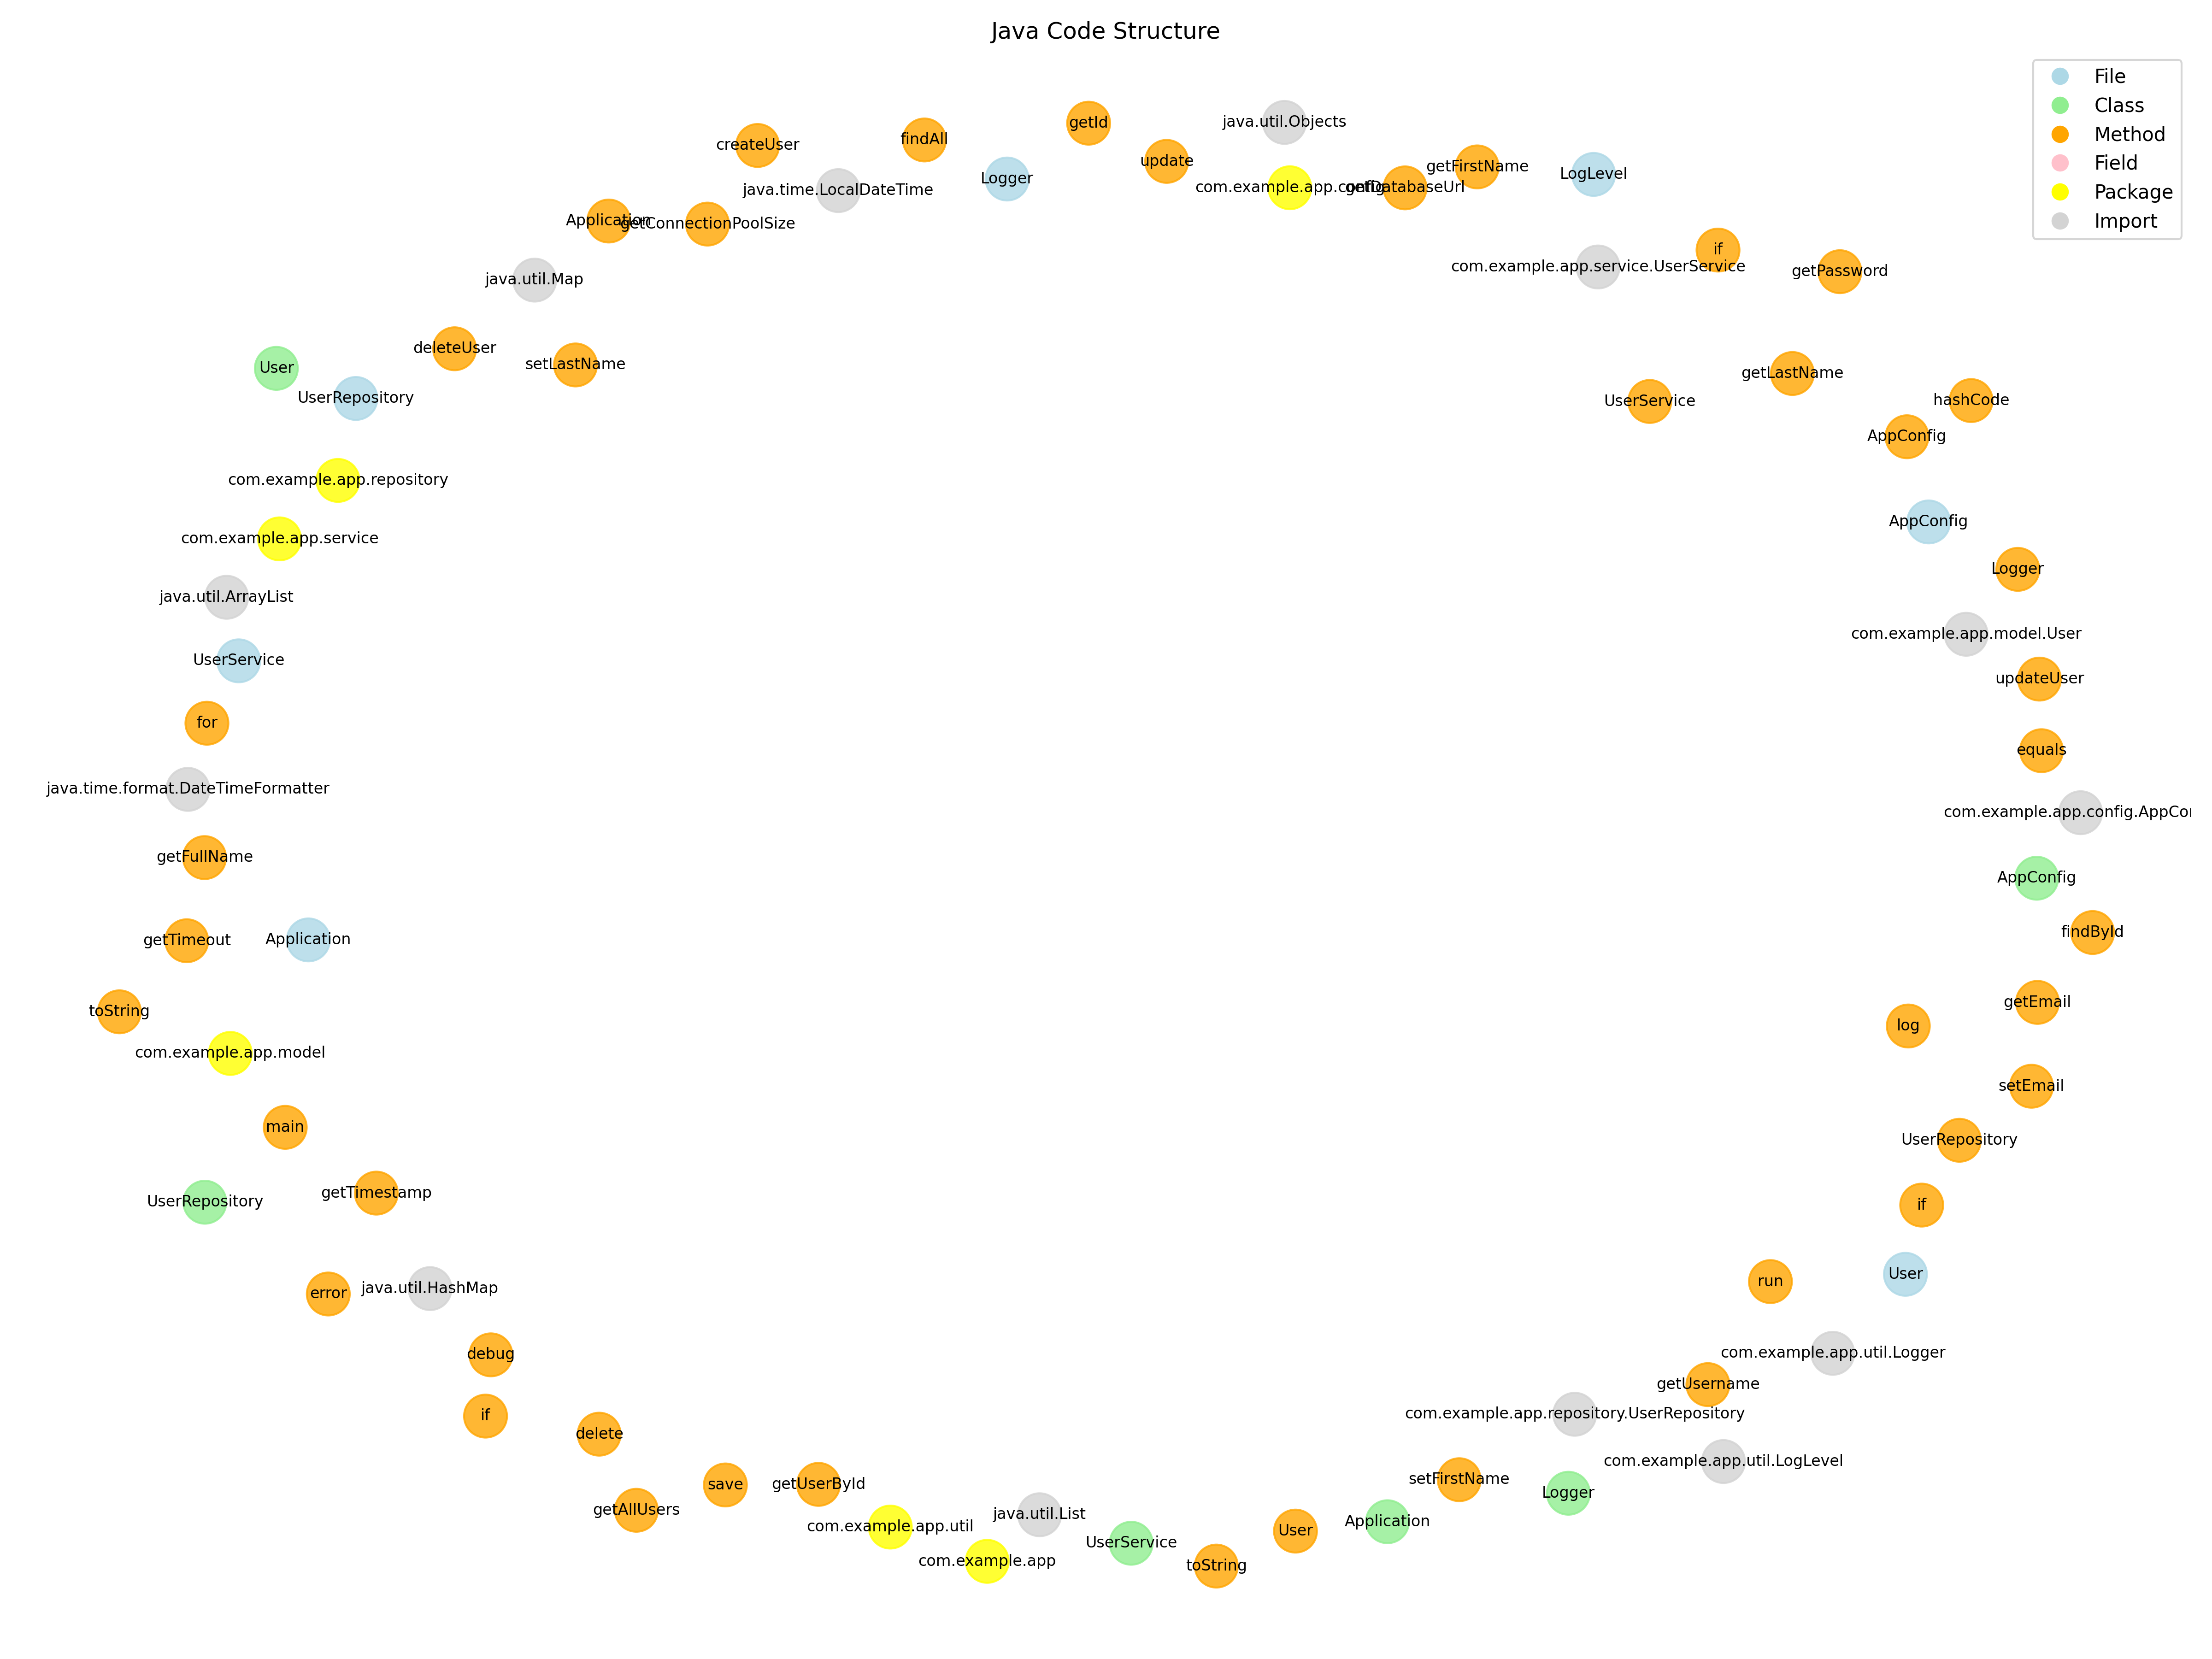 Java Code Structure
File
Class
Method
Field
Package
Import
getId
java.util.Objects
findAll
createUser
update
getFirstName
LogLevel
Logger
com.example.app.config
getDatabaseUrl
java.time.LocalDateTime
Application
getConnectionPoolSize
if
com.example.app.service.UserService
getPassword
java.util.Map
deleteUser
setLastName
User
getLastName
UserRepository
UserService
hashCode
AppConfig
com.example.app.repository
AppConfig
com.example.app.service
Logger
java.util.ArrayList
com.example.app.model.User
UserService
updateUser
for
equals
java.time.format.DateTimeFormatter
com.example.app.config.AppCo
getFullName
AppConfig
findById
getTimeout
Application
getEmail
toString
log
com.example.app.model
setEmail
main
UserRepository
getTimestamp
UserRepository
if
User
run
java.util.HashMap
error
com.example.app.util.Logger
debug
getUsername
com.example.app.repository.UserRepository
if
delete
com.example.app.util.LogLevel
setFirstName
getUserById
save
Logger
getAllUsers
java.util.List
Application
com.example.app.util
User
UserService
com.example.app
toString